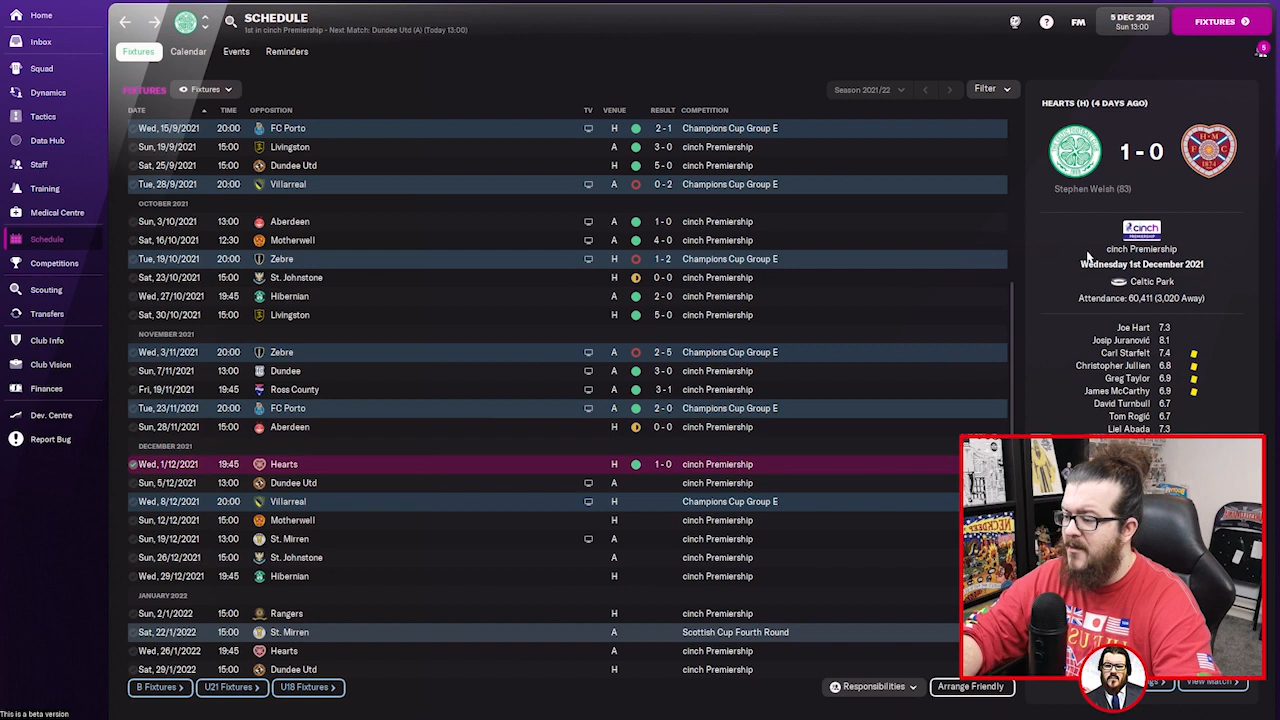 Home
Inbox
Squad
Dynamics
Tactics
Data Hub
Staff
Training
Medical Centre
Schedule
Competitions
Scouting
Transfers
Club Info
Club Vision
Finances
Dev. Centre
Report Bug
This is a beta version
SCHEDULE
1st in cinch Premiership - Next Match: Dundee Utd (A) (Today 13:00)
FM
5 DEC 2021
Sun 13:00
FIXTURES
5
Fixtures Calendar Events Reminders
FIXTURES Fixtures Season 2021/22 Filter
DATE TIME OPPOSITION TV VENUE RESULT COMPETITION
Wed, 15/9/2021 20:00 FC Porto H 2-1 Champions Cup Group E
Sun, 19/9/2021 15:00 Livingston A 3-0 cinch Premiership
Sat, 25/9/2021 15:00 Dundee Utd H 5-0 cinch Premiership
Tue, 28/9/2021 20:00 Villarreal A 0-2 Champions Cup Group E
OCTOBER 2021
Sun, 3/10/2021 13:00 Aberdeen A 1-0 cinch Premiership
Sat, 16/10/2021 12:30 Motherwell A 4-0 cinch Premiership
Tue, 19/10/2021 20:00 Zebre H 1-2 Champions Cup Group E
Sat, 23/10/2021 15:00 St. Johnstone H 0-0 cinch Premiership
Wed, 27/10/2021 19:45 Hibernian A 2-0 cinch Premiership
Sat, 30/10/2021 15:00 Livingston H 5-0 cinch Premiership
NOVEMBER 2021
Wed, 3/11/2021 20:00 Zebre A 2-5 Champions Cup Group E
Sun, 7/11/2021 13:00 Dundee A 3-0 cinch Premiership
Fri, 19/11/2021 19:45 Ross County A 3-1 cinch Premiership
Tue, 23/11/2021 20:00 FC Porto A 2-0 Champions Cup Group E
Sun, 28/11/2021 15:00 Aberdeen H 0-0 cinch Premiership
DECEMBER 2021
Wed, 1/12/2021 19:45 Hearts H 1-0 cinch Premiership
Sun, 5/12/2021 13:00 Dundee Utd A cinch Premiership
Wed, 8/12/2021 20:00 Villarreal H Champions Cup Group E
Sun, 12/12/2021 15:00 Motherwell H cinch Premiership
Sun, 19/12/2021 13:00 St. Mirren A cinch Premiership
Sun, 26/12/2021 15:00 St. Johnstone A cinch Premiership
Wed, 29/12/2021 19:45 Hibernian H cinch Premiership
JANUARY 2022
Sun, 2/1/2022 15:00 Rangers H cinch Premiership
Sat, 22/1/2022 15:00 St. Mirren A Scottish Cup Fourth Round
Wed, 26/1/2022 19:45 Hearts A cinch Premiership
Sat, 29/1/2022 15:00 Dundee Utd H cinch Premiership
B Fixtures U21 Fixtures U18 Fixtures Responsibilities Arrange Friendly
HEARTS (H) (4 DAYS AGO)
1 - 0
Stephen Welsh (83)
cinch
PREMIERSHIP
cinch Premiership
Wednesday 1st December 2021
Celtic Park
Attendance: 60,411 (3,020 Away)
Joe Hart 7.3
Josip Juranović 8.1
Carl Starfelt 7.4
Christopher Jullien 6.8
Greg Taylor 6.9
James McCarthy 6.9
David Turnbull 6.7
Tom Rogić 6.7
Liel Abada 7.3
View Match